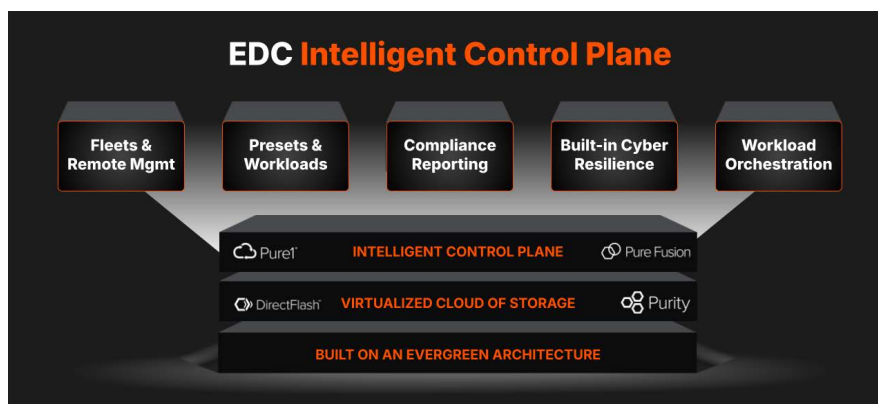 EDC Intelligent Control Plane
Fleets &
Remote Mgmt
Presets &
Workloads
Compliance
Reporting
Built-in Cyber
Resilience
Workload
Orchestration
Pure1® INTELLIGENT CONTROL PLANE Pure Fusion
DirectFlash® VIRTUALIZED CLOUD OF STORAGE Purity
BUILT ON AN EVERGREEN ARCHITECTURE